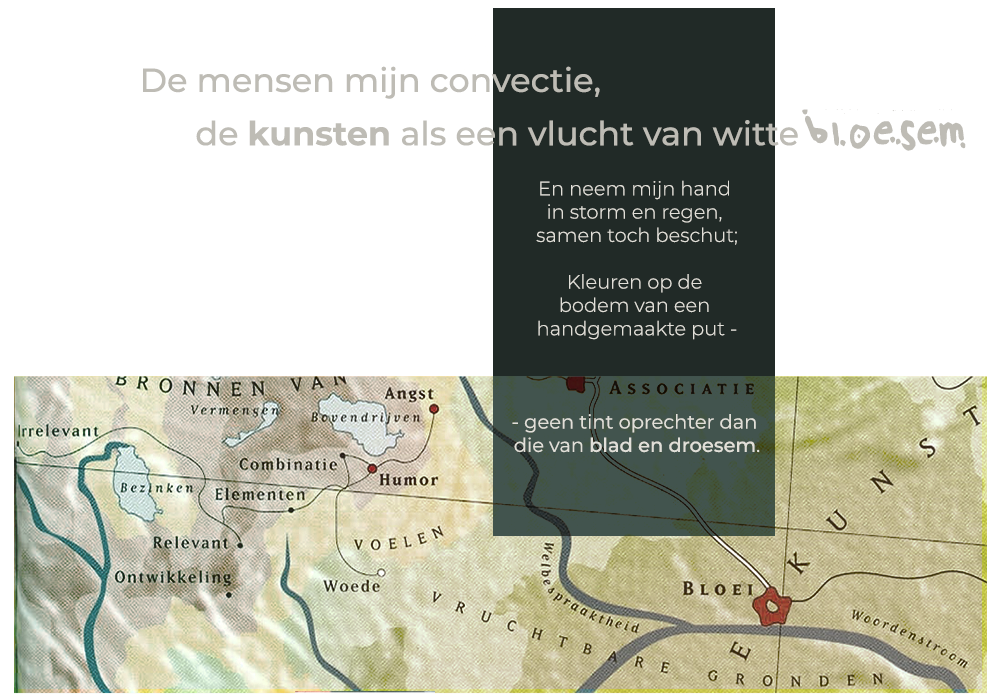 De mensen mijn convectie,
de kunsten als een vlucht van witte bloesem
En neem mijn hand
in storm en regen,
samen toch beschut;
Kleuren op de
bodem van een
handgemaakte put -
- geen tint oprechter dan
die van blad en droesem.
BRONNEN VAN
Vermengen
Bovendrijven
Angst
ASSOCIATIE
Irrelevant
Combinatie
Humor
Bezinken
Elementen
VOELEN
Relevant
Ontwikkeling
Woede
Welbespraaktheid
BLOEI
KUNST
E
Woordenstroom
VRUCHTBARE GRONDEN